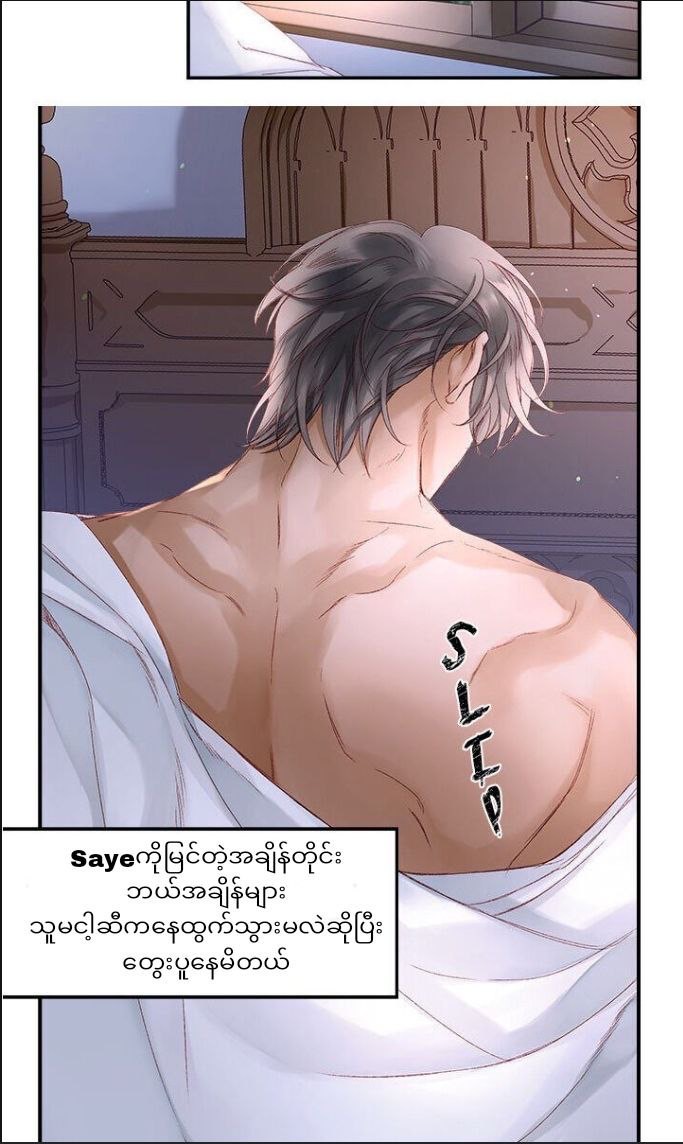 SLIP
Sayeကိုမြင်တဲ့အချိန်တိုင်း
ဘယ်အချိန်များ
သူမငါ့ဆီကနေထွက်သွားမလဲဆိုပြီး
တွေးပူနေမိတယ်